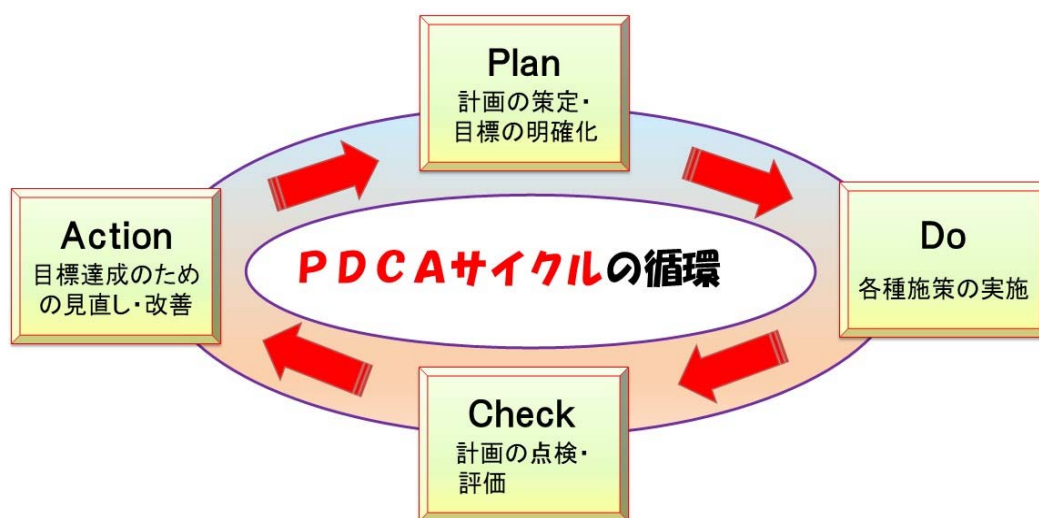 Plan
計画の策定・
目標の明確化
Action
目標達成のため
の見直し・改善
PDCAサイクルの循環
Do
各種施策の実施
Check
計画の点検・
評価